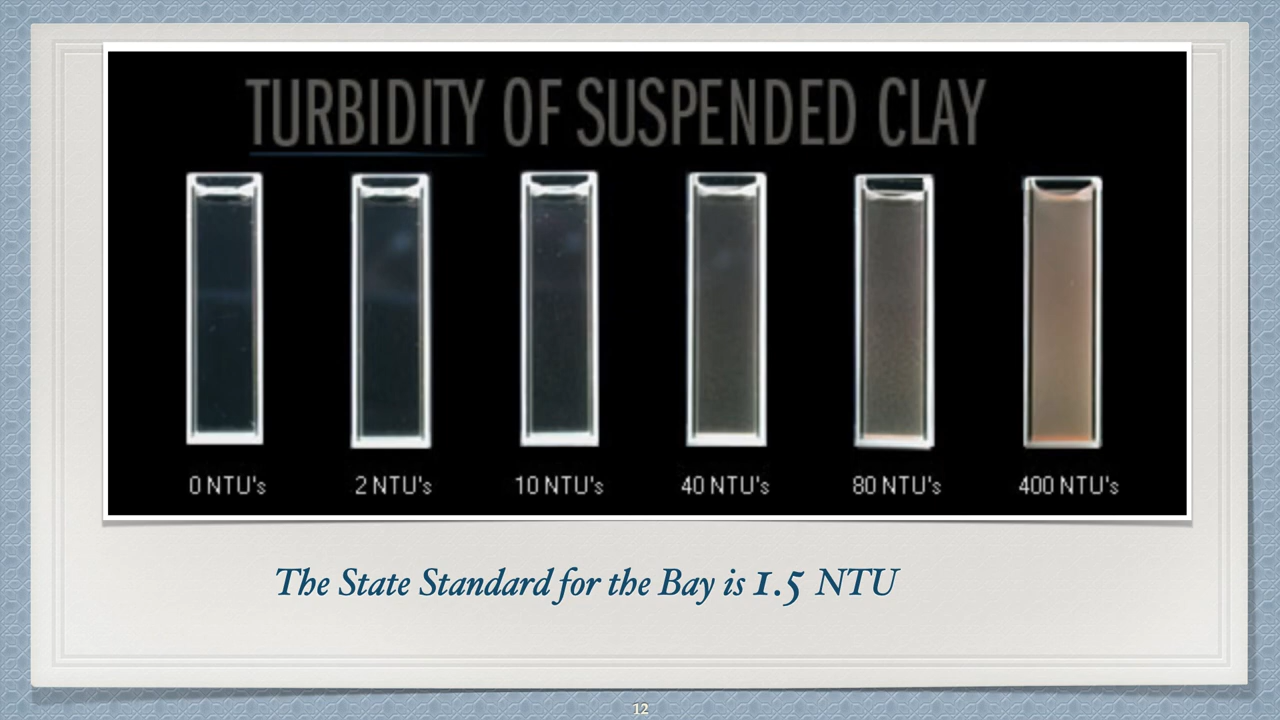 TURBIDITY OF SUSPENDED CLAY
0 NTU's 2 NTU's 10 NTU's 40 NTU's 80 NTU's 400 NTU's
The State Standard for the Bay is 1.5 NTU
12